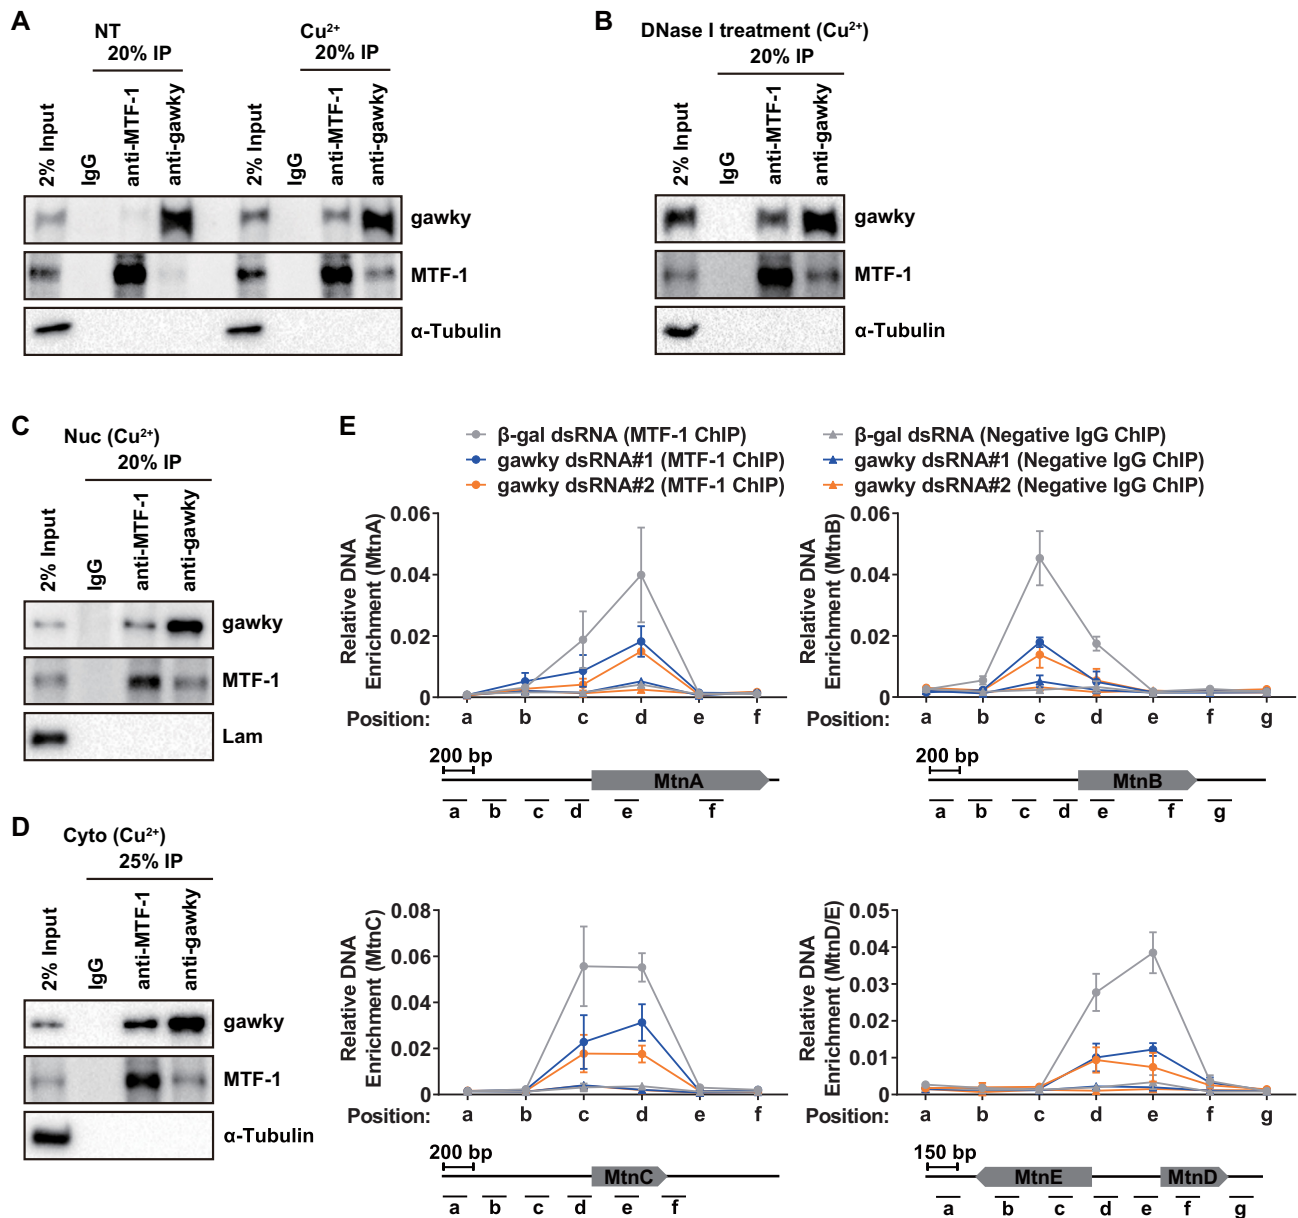 A
NT
20% IP
Cu²⁺
20% IP
2% Input
IgG
anti-MTF-1
anti-gawky
2% Input
IgG
anti-MTF-1
anti-gawky
gawky
MTF-1
α-Tubulin
B
DNase I treatment (Cu²⁺)
20% IP
2% Input
IgG
anti-MTF-1
anti-gawky
gawky
MTF-1
α-Tubulin
C
Nuc (Cu²⁺)
20% IP
2% Input
IgG
anti-MTF-1
anti-gawky
gawky
MTF-1
Lam
D
Cyto (Cu²⁺)
25% IP
2% Input
IgG
anti-MTF-1
anti-gawky
gawky
MTF-1
α-Tubulin
E
β-gal dsRNA (MTF-1 ChIP)
gawky dsRNA#1 (MTF-1 ChIP)
gawky dsRNA#2 (MTF-1 ChIP)
β-gal dsRNA (Negative IgG ChIP)
gawky dsRNA#1 (Negative IgG ChIP)
gawky dsRNA#2 (Negative IgG ChIP)
Relative DNA
Enrichment (MtnA)
0.06
0.04
0.02
0
Position: a b c d e f
200 bp
MtnA
a b c d e f
Relative DNA
Enrichment (MtnB)
0.06
0.04
0.02
0
Position: a b c d e f g
200 bp
MtnB
a b c d e f g
Relative DNA
Enrichment (MtnC)
0.08
0.06
0.04
0.02
0
Position: a b c d e f
200 bp
MtnC
a b c d e f
Relative DNA
Enrichment (MtnD/E)
0.05
0.04
0.03
0.02
0.01
0
Position: a b c d e f g
150 bp
MtnE MtnD
a b c d e f g